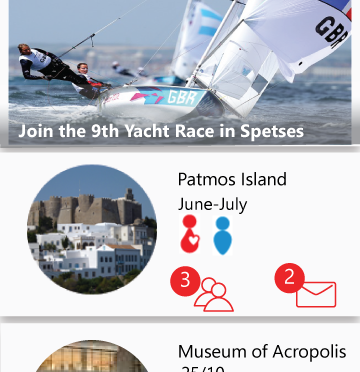 GBR
GBR
Join the 9th Yacht Race in Spetses
Patmos Island
June-July
3
2
Museum of Acropolis
25/10